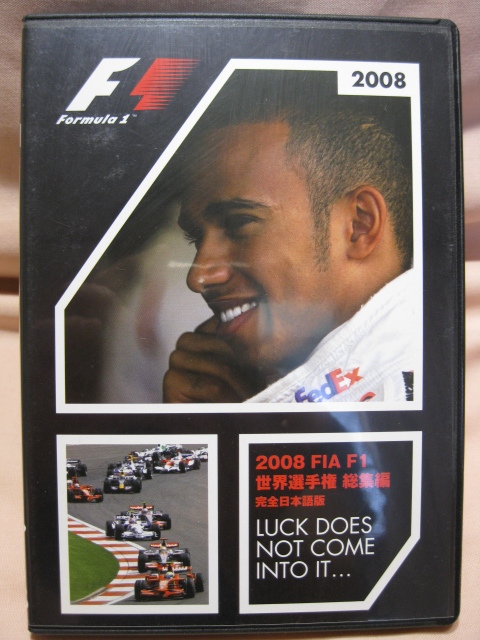 F1
Formula 1™
2008
FedEx
2008 FIA F1
世界選手権 総集編
完全日本語版
LUCK DOES
NOT COME
INTO IT...